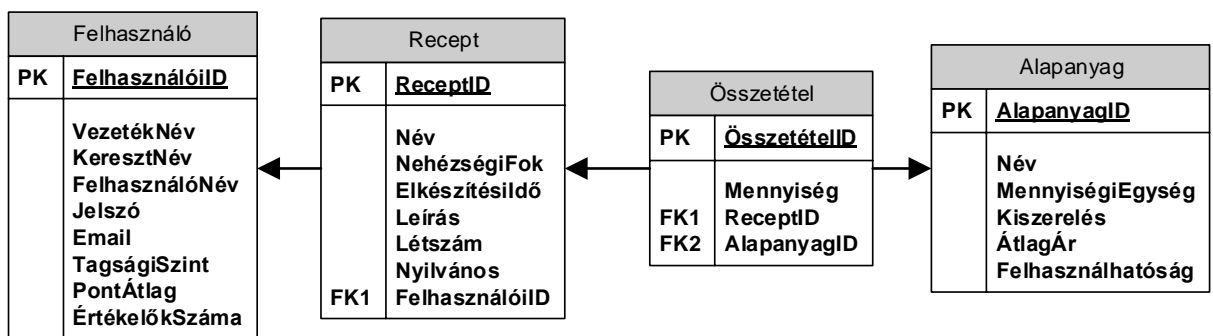 Felhasználó
PK FelhasználóiID
VezetékNév
KeresztNév
FelhasználóNév
Jelszó
Email
TagságiSzint
PontÁtlag
ÉrtékelőkSzáma
Recept
PK ReceptID
Név
NehézségiFok
ElkészítésiIdő
Leírás
Létszám
Nyilvános
FK1 FelhasználóiID
Összetétel
PK ÖsszetételID
Mennyiség
FK1 ReceptID
FK2 AlapanyagID
Alapanyag
PK AlapanyagID
Név
MennyiségiEgység
Kiszerelés
ÁtlagÁr
Felhasználhatóság